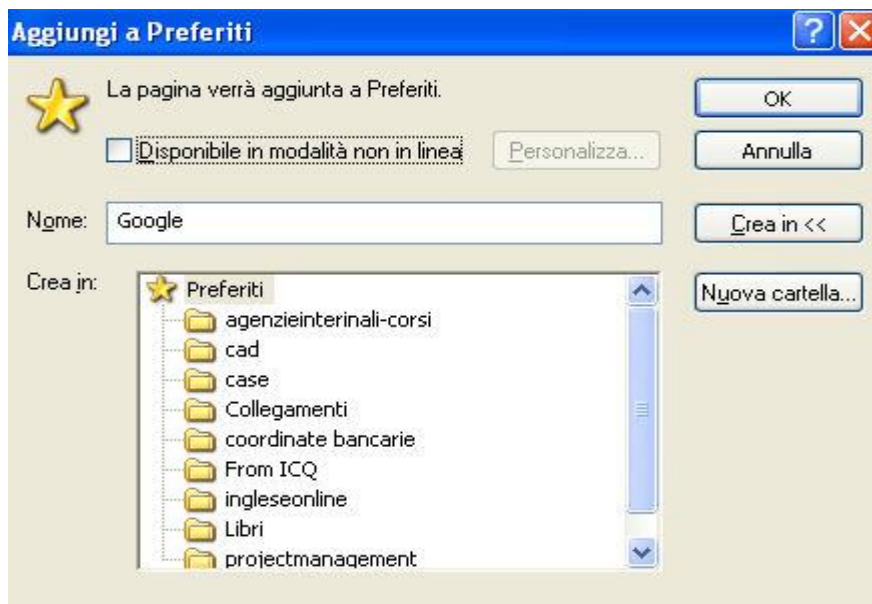 Aggiungi a Preferiti
La pagina verrà aggiunta a Preferiti.
OK
Disponibile in modalità non in linea
Personalizza...
Annulla
Nome:
Google
Crea in <<
Crea in:
Preferiti
Nuova cartella...
agenzieinterinali-corsi
cad
case
Collegamenti
coordinate bancarie
From ICQ
ingleseonline
Libri
projectmanagement